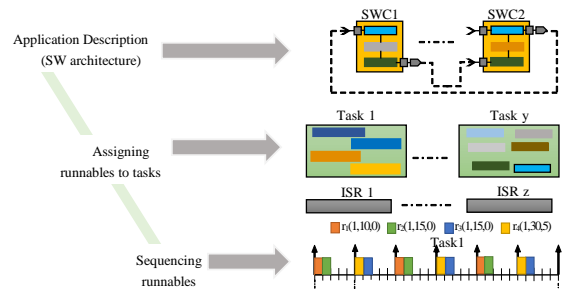 SWC1
SWC2
Application Description
(SW architecture)
Task 1
Task y
Assigning
runnables to tasks
ISR 1
ISR z
r₁(1,10,0) r₂(1,15,0) r₃(1,15,0) r₄(1,30,5)
Task1
Sequencing
runnables